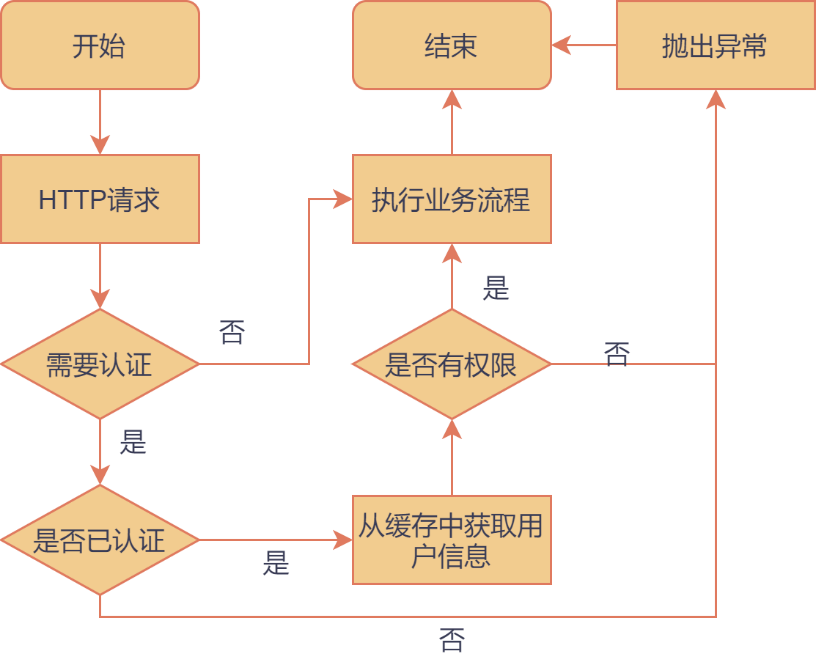 开始
结束
抛出异常
HTTP请求
执行业务流程
是
否
需要认证
是否有权限
否
是
是否已认证
从缓存中获取用
户信息
是
否